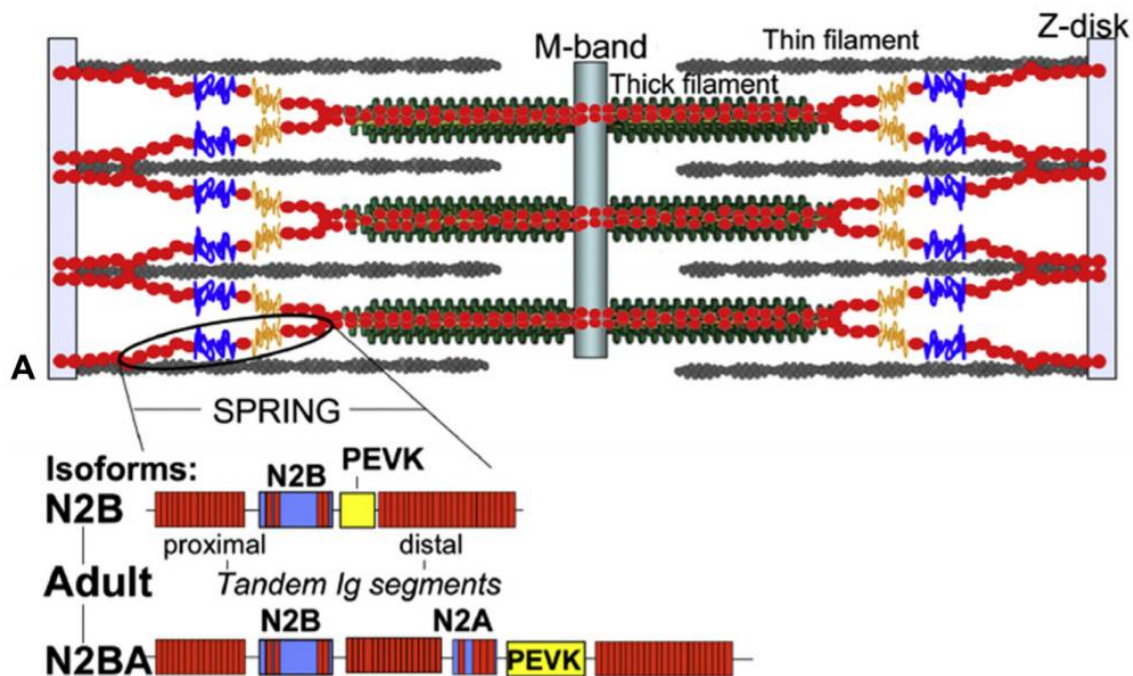 Z-disk
M-band
Thin filament
Thick filament
A
SPRING
Isoforms:
PEVK
N2B
N2B
proximal
distal
Adult
Tandem Ig segments
N2B
N2A
N2BA
PEVK